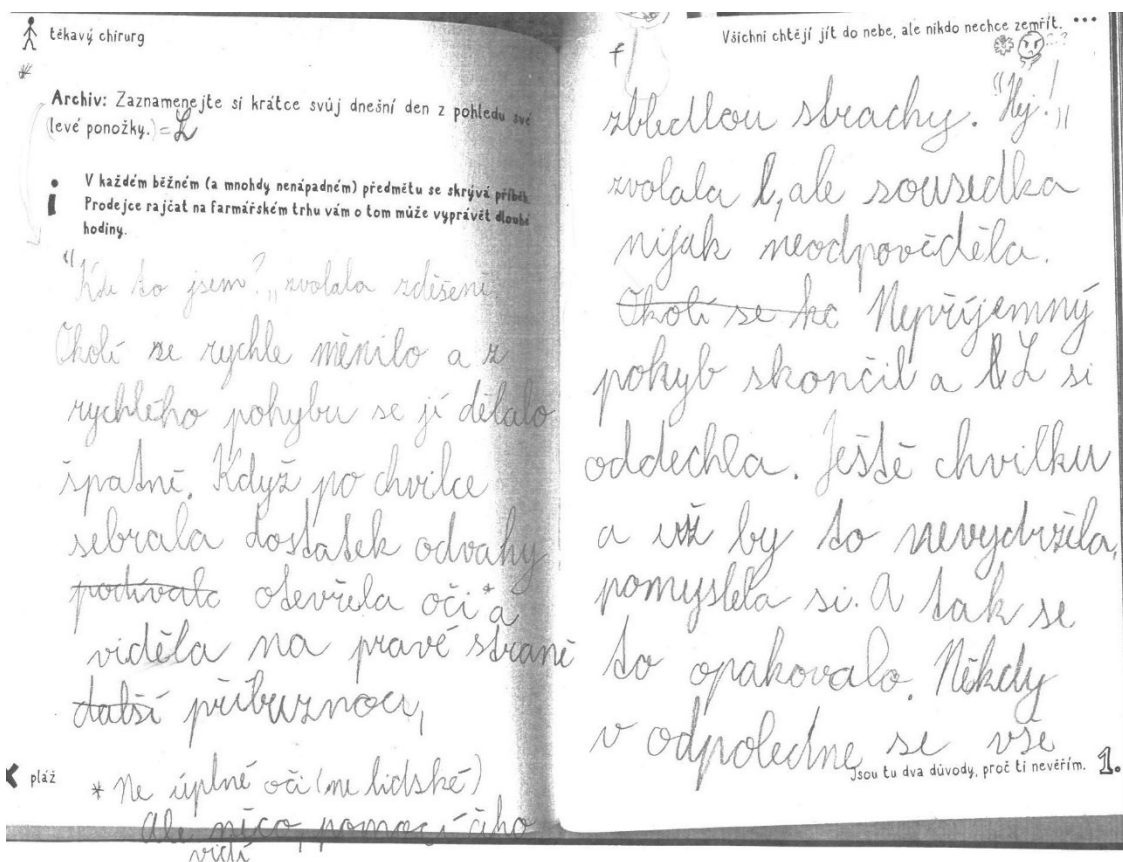 těkavý chirurg
*
Archiv: Zaznamenejte si krátce svůj dnešní den z pohledu své
(levé ponožky.) = L
i
V každém běžném (a mnohdy nenápadném) předmětu se skrývá příběh.
Prodejce rajčat na farmářském trhu vám o tom může vyprávět dlouhé
hodiny.
"Kde to jsem?„ zvolala zděšeně
Okolí se rychle měnilo a z
rychlého pohybu se jí dělalo
špatně. Když po chvilce
sebrala dostatek odvahy
podívala otevřela oči * a
viděla na pravé straně
další příbuznou,
pláž
* Ne úplně oči (ne lidské)
Ale něco pomocí čeho
vidí
Všichni chtějí jít do nebe, ale nikdo nechce zemřít. ...
f
zbledlou strachy. "Hej!„
zvolala l, ale sousedka
nijak neodpověděla.
Okolí se ke Nepříjemný
pohyb skončil a L si
oddechla. Ještě chvilku
a už by to nevydržela,
pomyslela si. A tak se
to opakovalo. Někdy
v odpoledne se vše
Jsou tu dva důvody, proč ti nevěřím. 1.